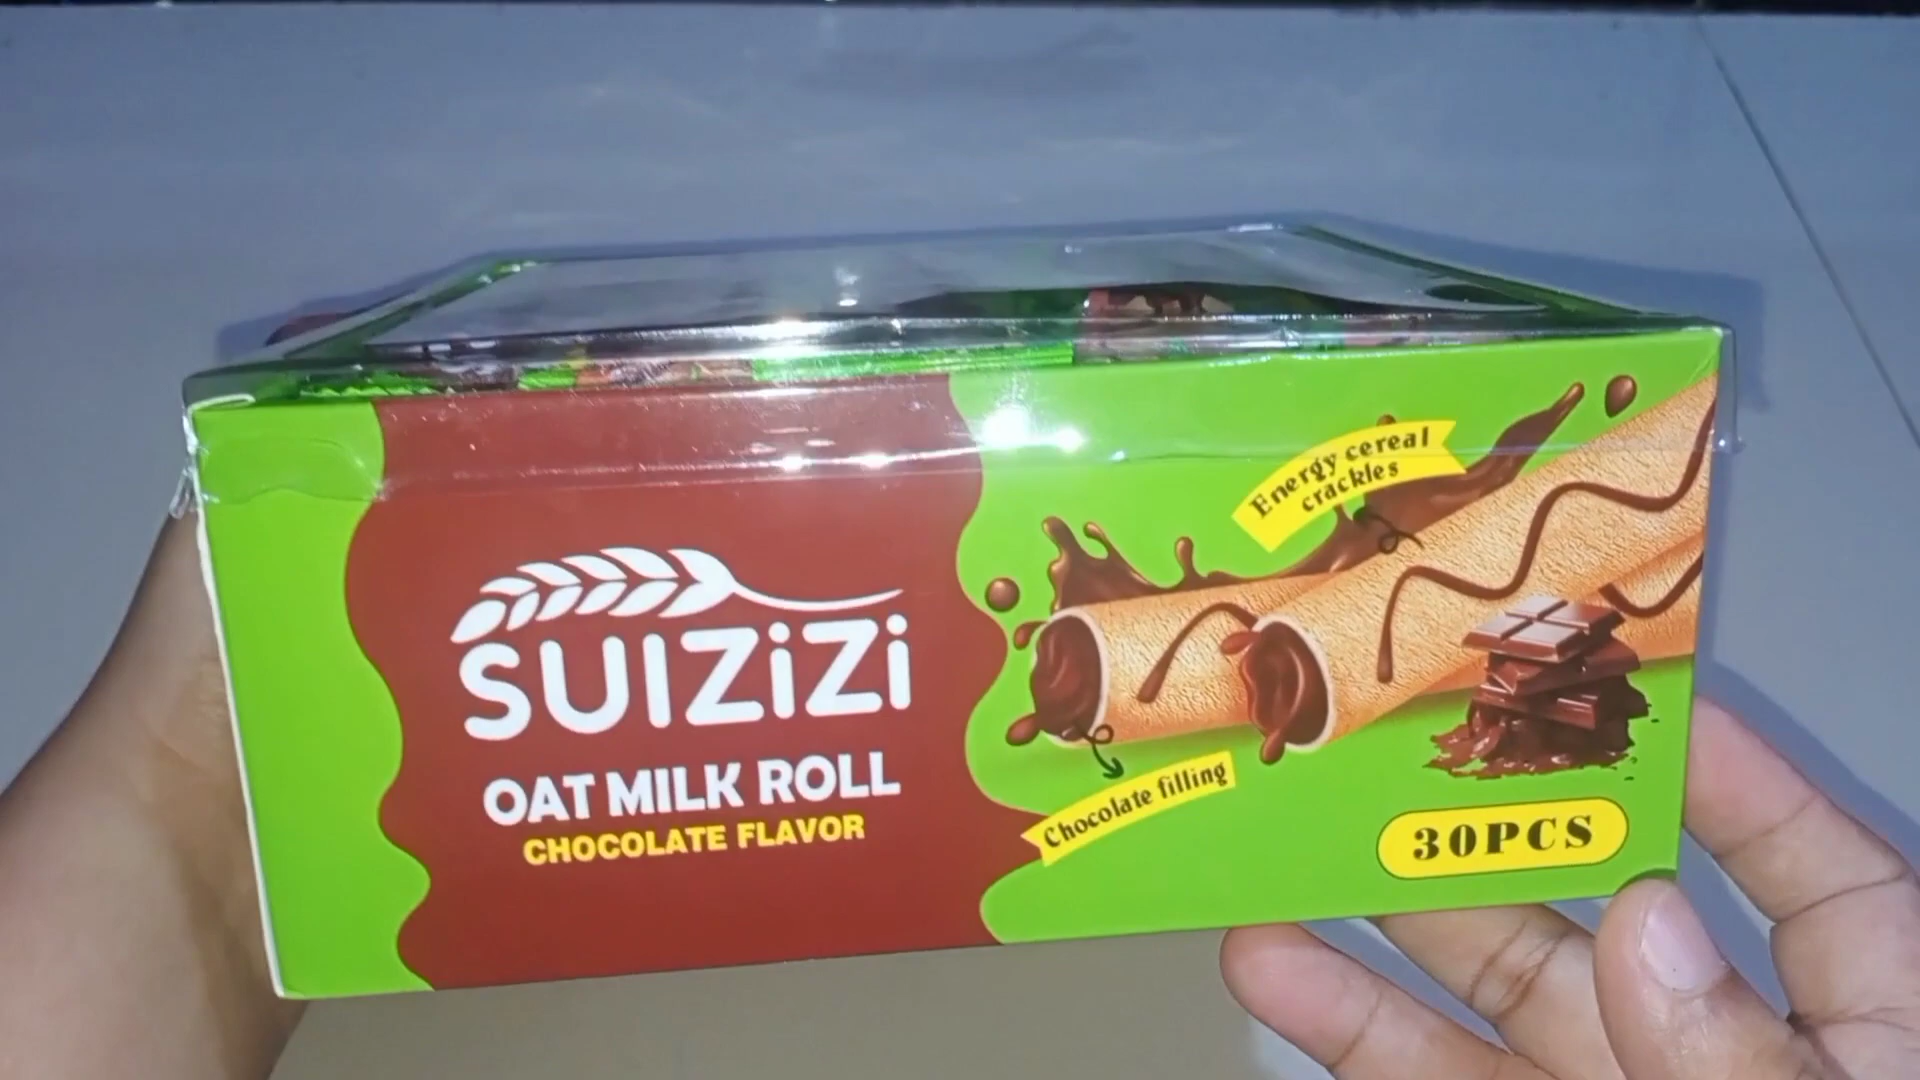 SUIZiZi
OAT MILK ROLL
CHOCOLATE FLAVOR
Energy cereal
crackles
Chocolate filling
30PCS